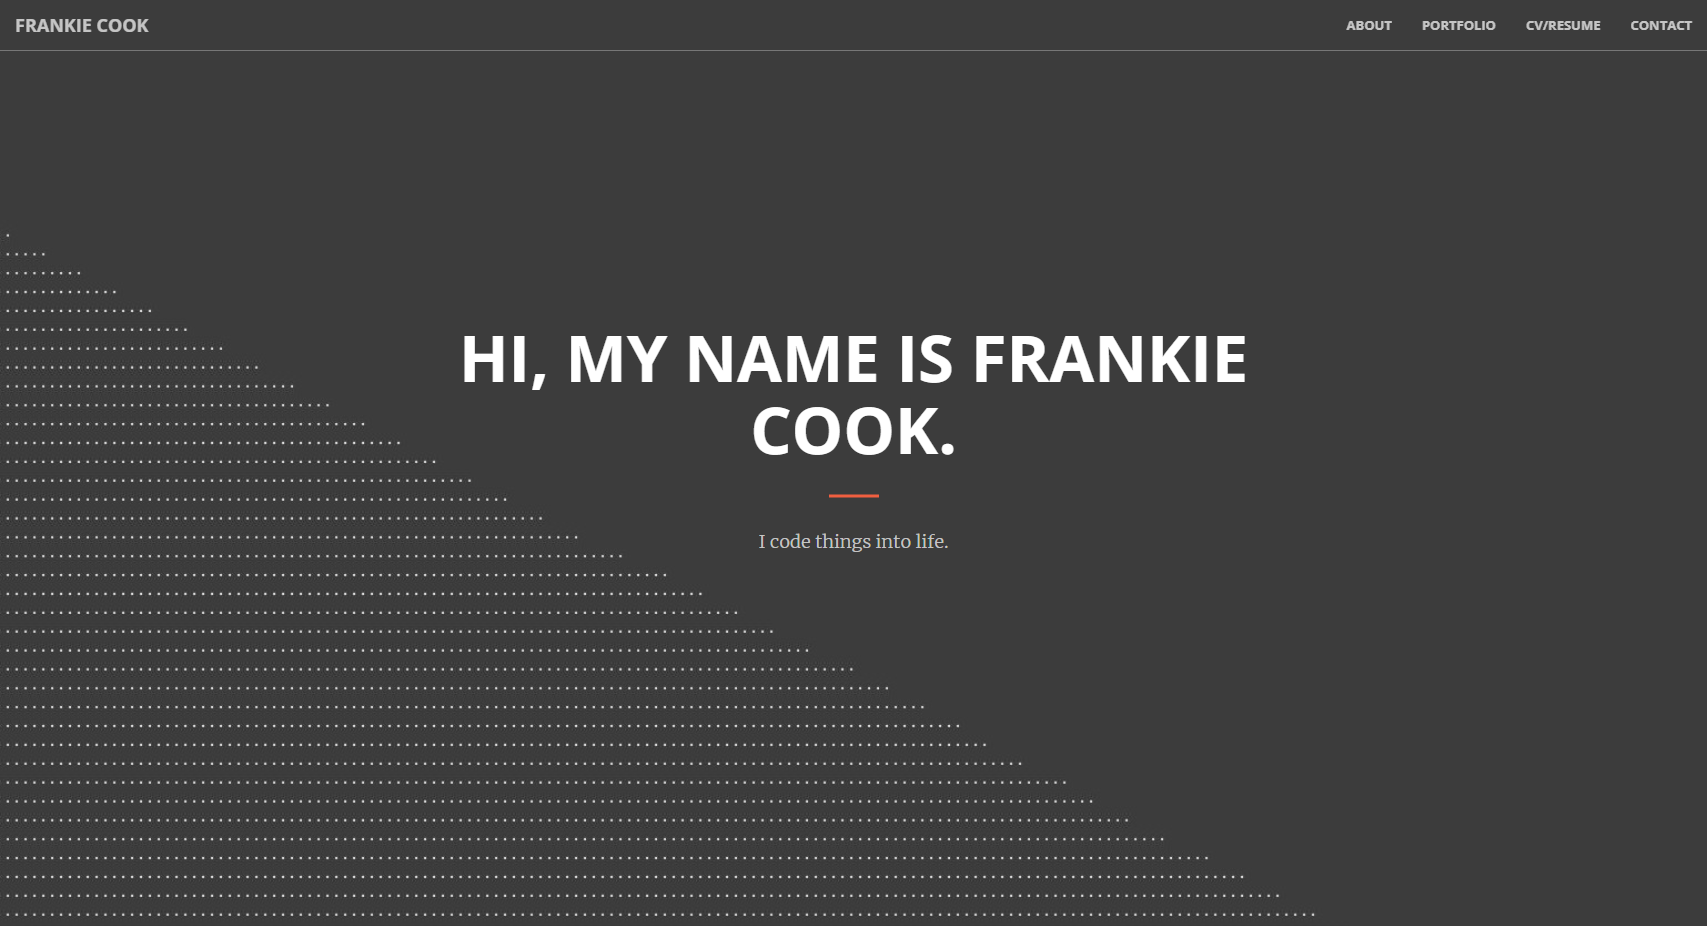 FRANKIE COOK
ABOUT PORTFOLIO CV/RESUME CONTACT
HI, MY NAME IS FRANKIE
COOK.
I code things into life.